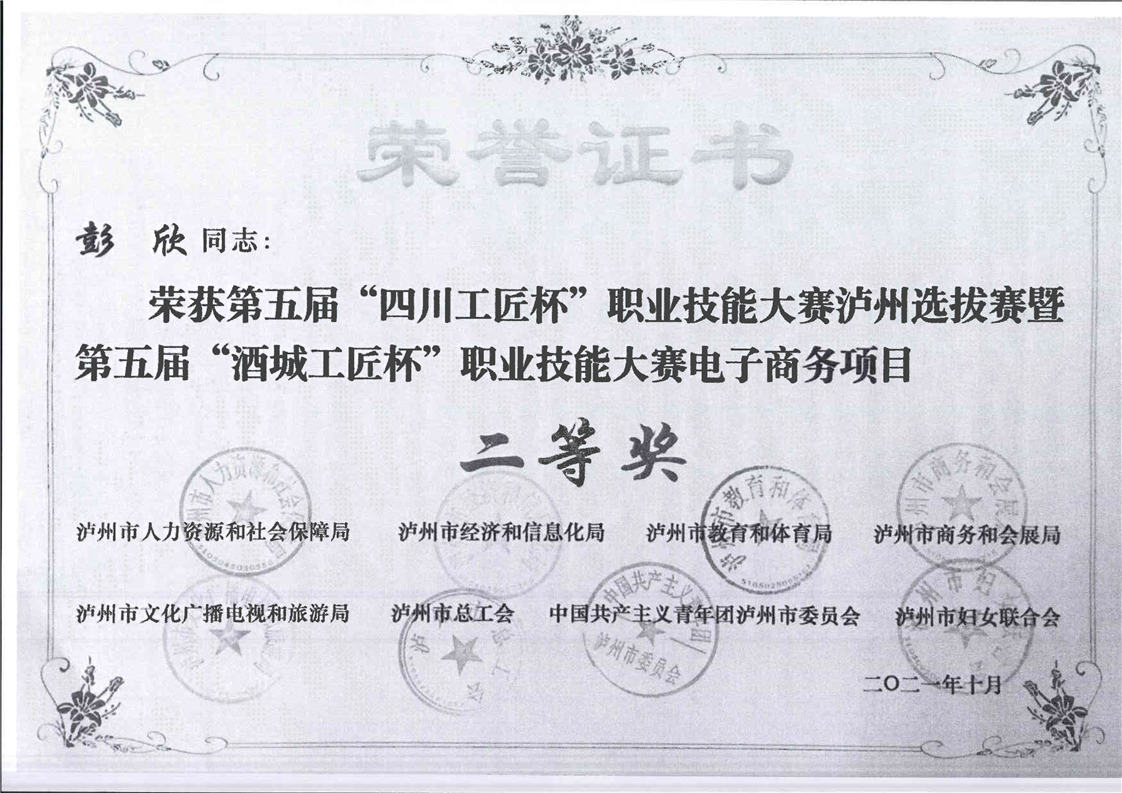 荣誉证书
彭 欣 同志：
荣获第五届“四川工匠杯”职业技能大赛泸州选拔赛暨
第五届“酒城工匠杯”职业技能大赛电子商务项目
二等奖
泸州市人力资源和社会保障局 泸州市经济和信息化局 泸州市教育和体育局 泸州市商务和会展局
泸州市文化广播电视和旅游局 泸州市总工会 中国共产主义青年团泸州市委员会 泸州市妇女联合会
泸州市委员会
二〇二一年十月